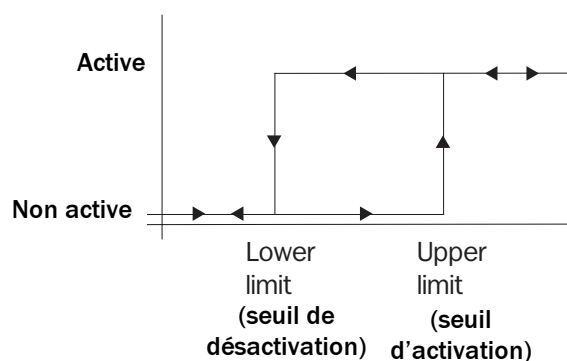 Active
Non active
Lower
limit
(seuil de
désactivation)
Upper
limit
(seuil
d'activation)